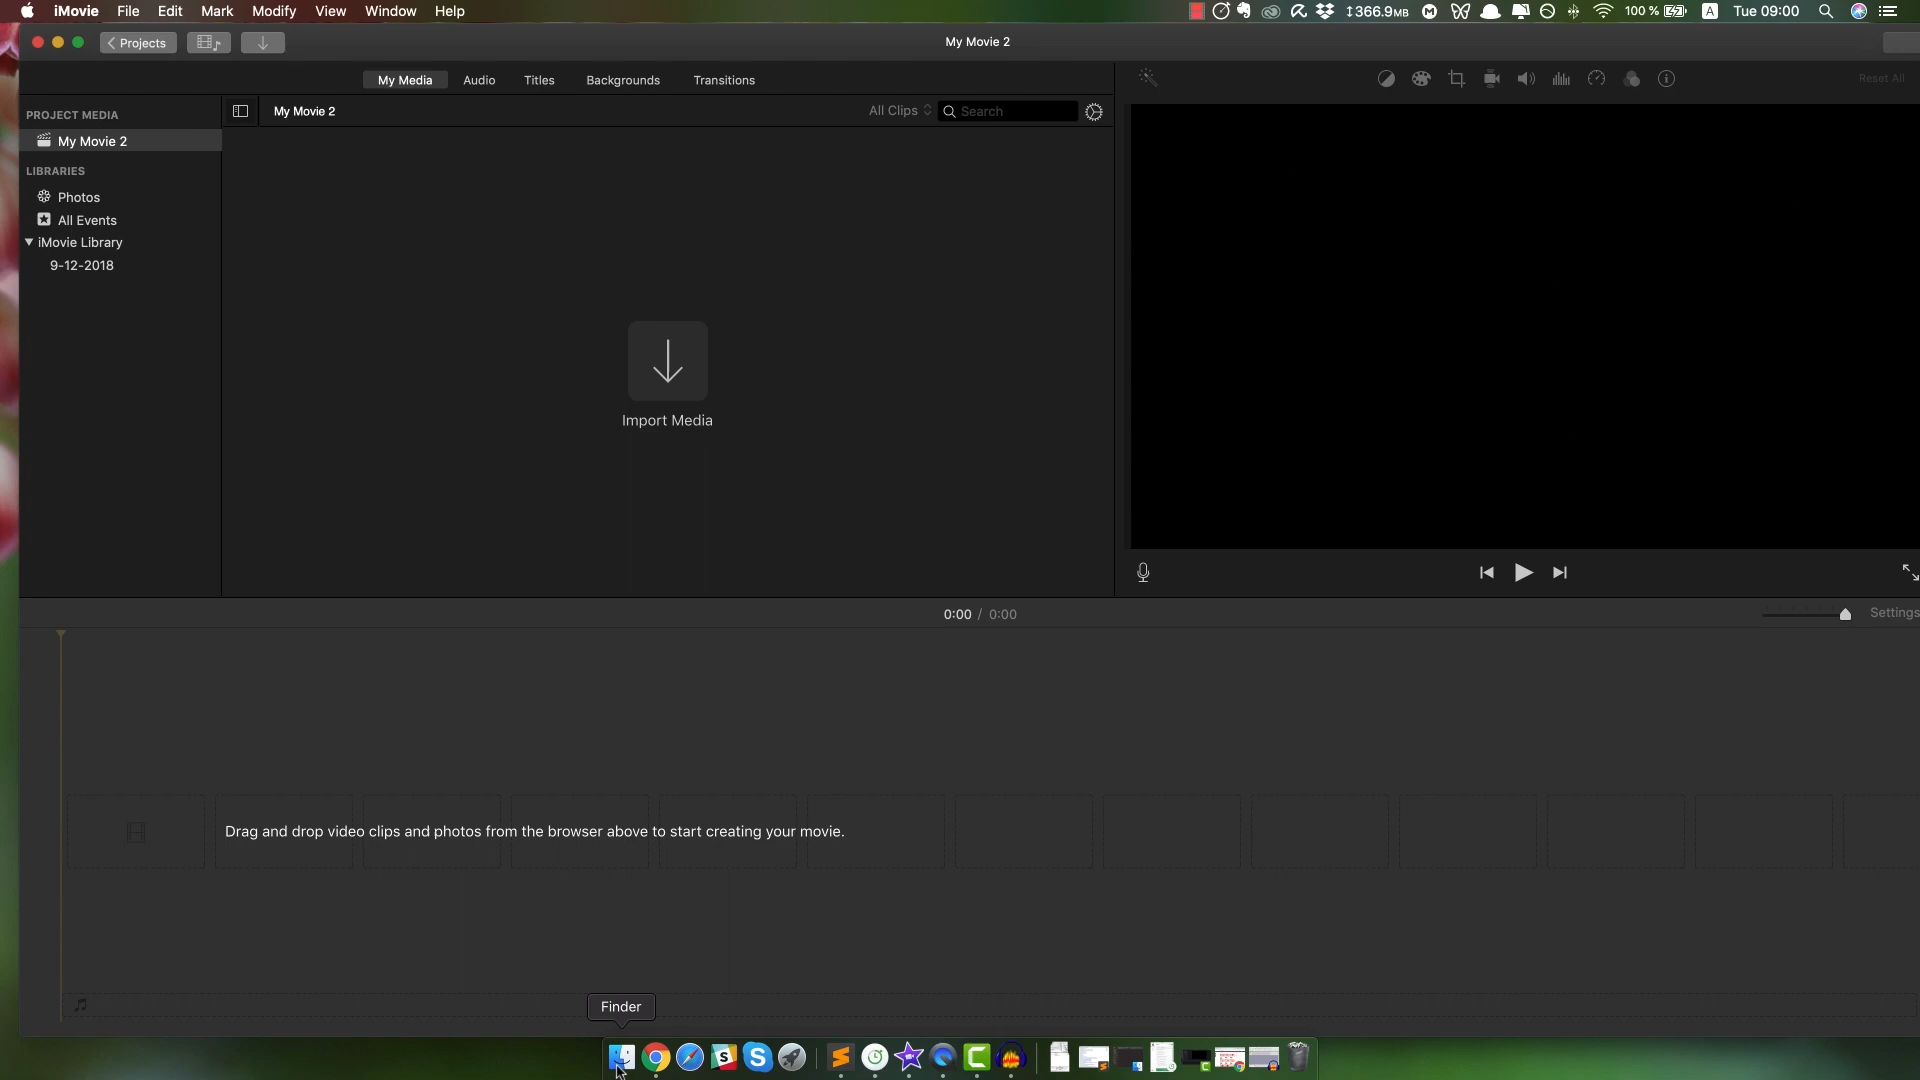 iMovie File Edit Mark Modify View Window Help
366.9MB 100 % A Tue 09:00
Projects
My Movie 2
My Media Audio Titles Backgrounds Transitions
Reset All
PROJECT MEDIA
My Movie 2
My Movie 2
All Clips
Search
LIBRARIES
Photos
All Events
iMovie Library
9-12-2018
Import Media
0:00 / 0:00
Settings
Drag and drop video clips and photos from the browser above to start creating your movie.
Finder